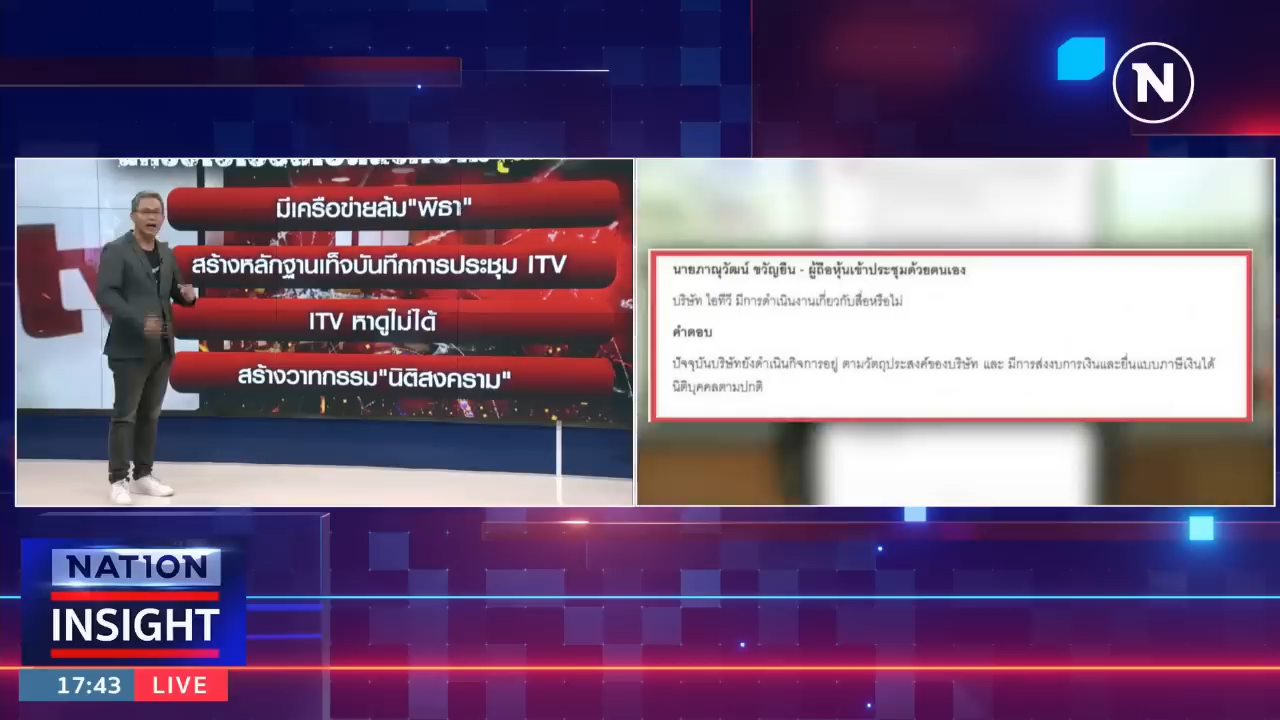 N
มีเครือข่ายล้ม"พิธา"
สร้างหลักฐานเท็จบันทึกการประชุม ITV
ITV หาดูไม่ได้
สร้างวาทกรรม"นิติสงคราม"
tv
นายภาณุวัฒน์ ขวัญยืน - ผู้ถือหุ้นเข้าประชุมด้วยตนเอง
บริษัท ไอทีวี มีการดำเนินงานเกี่ยวกับสื่อหรือไม่
คำตอบ
ปัจจุบันบริษัทยังดำเนินกิจการอยู่ ตามวัตถุประสงค์ของบริษัท และ มีการส่งงบการเงินและยื่นแบบภาษีเงินได้
นิติบุคคลตามปกติ
NATION
INSIGHT
17:43 LIVE